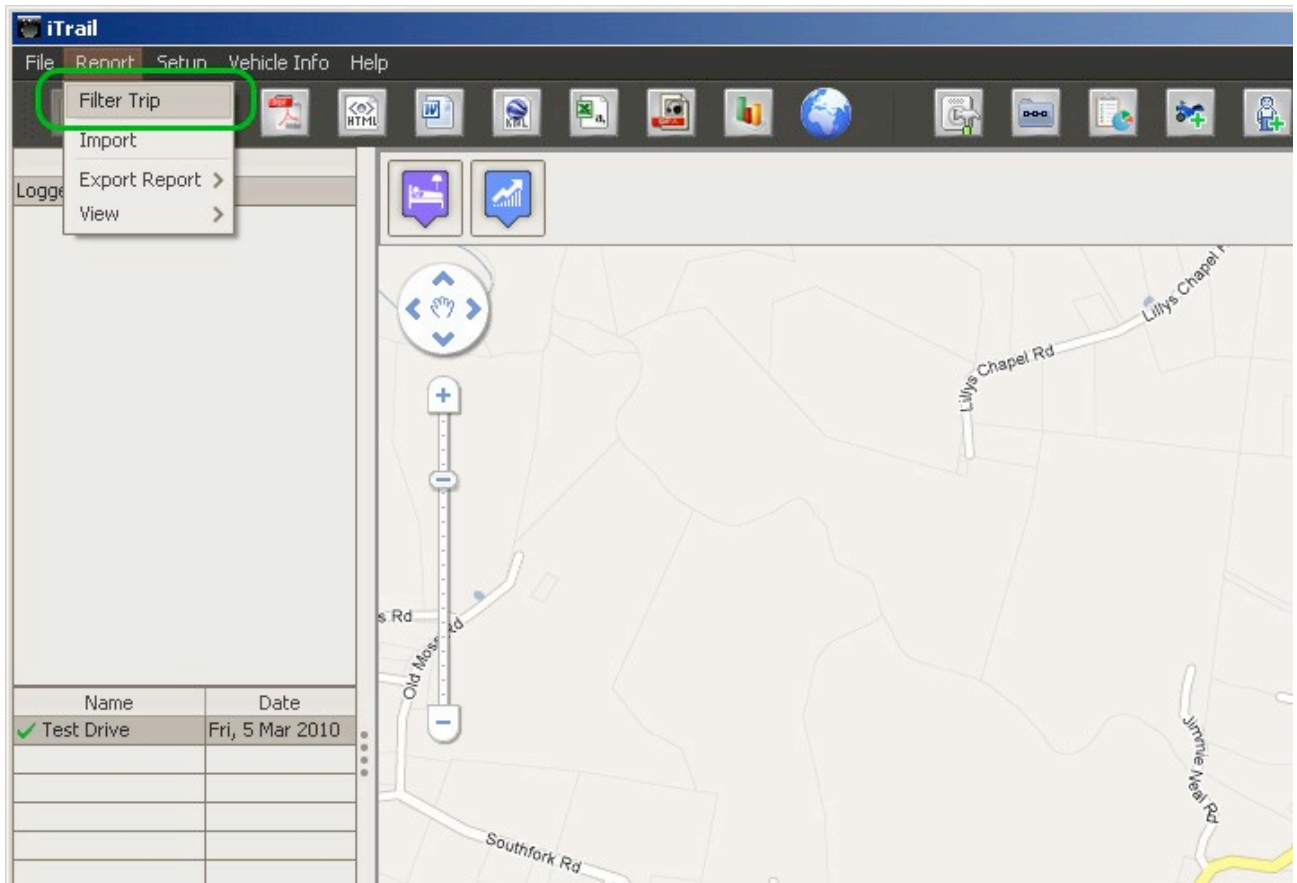 iTrail
File Report Setup Vehicle Info Help
Filter Trip
Import
Export Report
View
HTML
KML
Logge
Lillys Chapel
Lillys Chapel Rd
s Rd
Old Moss Rd
Name Date
Test Drive Fri, 5 Mar 2010
Jimmie Neal Rd
Southfork Rd